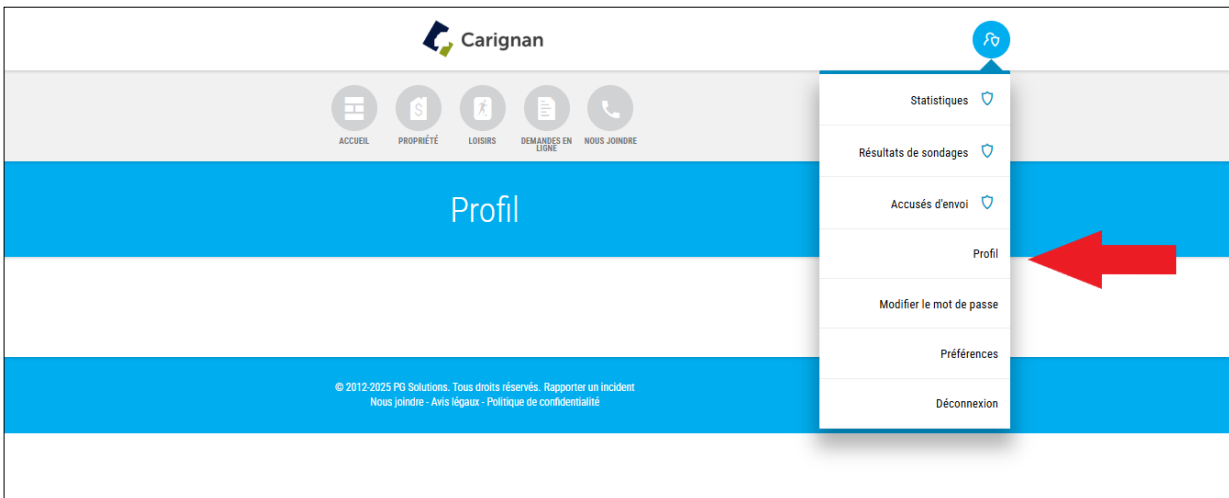 Carignan
ACCUEIL
PROPRIÉTÉ
LOISIRS
DEMANDES EN
LIGNE
NOUS JOINDRE
Profil
Statistiques
Résultats de sondages
Accusés d'envoi
Profil
Modifier le mot de passe
Préférences
Déconnexion
© 2012-2025 PG Solutions. Tous droits réservés. Rapporter un incident
Nous joindre - Avis légaux - Politique de confidentialité